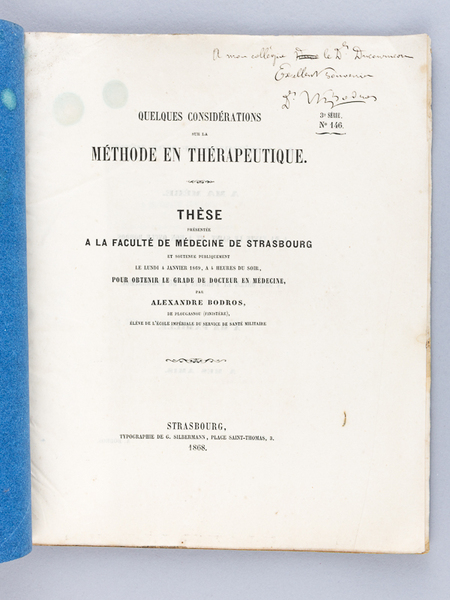 A mon collègue le Dr
Excellent souvenir
Dr Bodros
3e SÉRIE.
No 146.
QUELQUES CONSIDÉRATIONS
SUR LA
MÉTHODE EN THÉRAPEUTIQUE.
THÈSE
PRÉSENTÉE
A LA FACULTÉ DE MÉDECINE DE STRASBOURG
ET SOUTENUE PUBLIQUEMENT
LE LUNDI 4 JANVIER 1869, A 4 HEURES DU SOIR,
POUR OBTENIR LE GRADE DE DOCTEUR EN MÉDECINE,
PAR
ALEXANDRE BODROS,
DE PLOUGASTOU (FINISTÈRE),
ÉLÈVE DE L'ÉCOLE IMPÉRIALE DU SERVICE DE SANTÉ MILITAIRE
STRASBOURG,
TYPOGRAPHIE DE G. SILBERMANN, PLACE SAINT-THOMAS, 3.
1868.